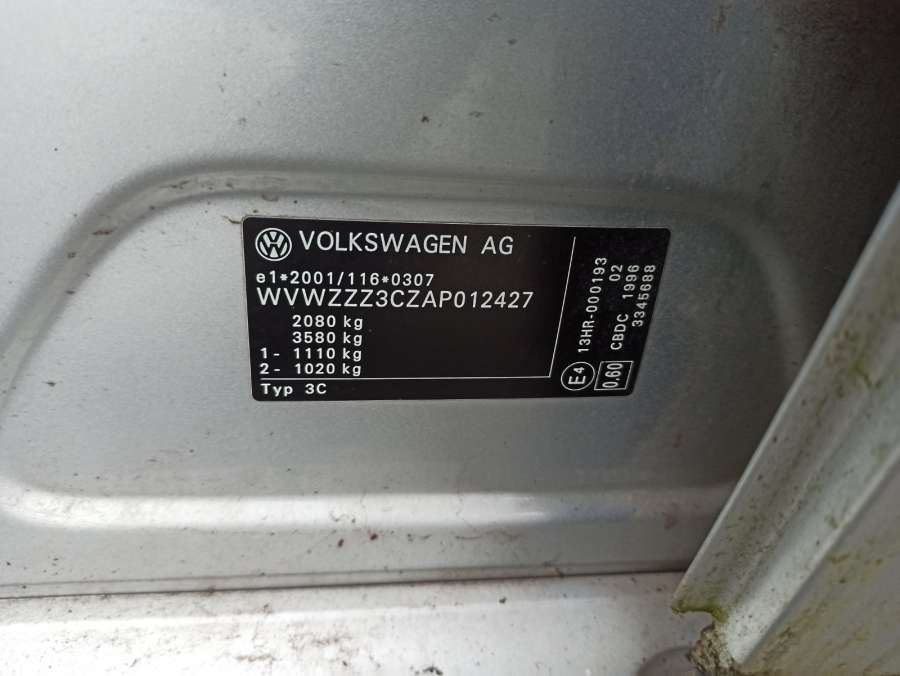 VOLKSWAGEN AG
e1*2001/116*0307
WVWZZZ3CZAP012427
2080 kg
3580 kg
1- 1110 kg
2- 1020 kg
Typ 3C
E4 13HR-000193
02
0.60 CBDC 1996
3345688